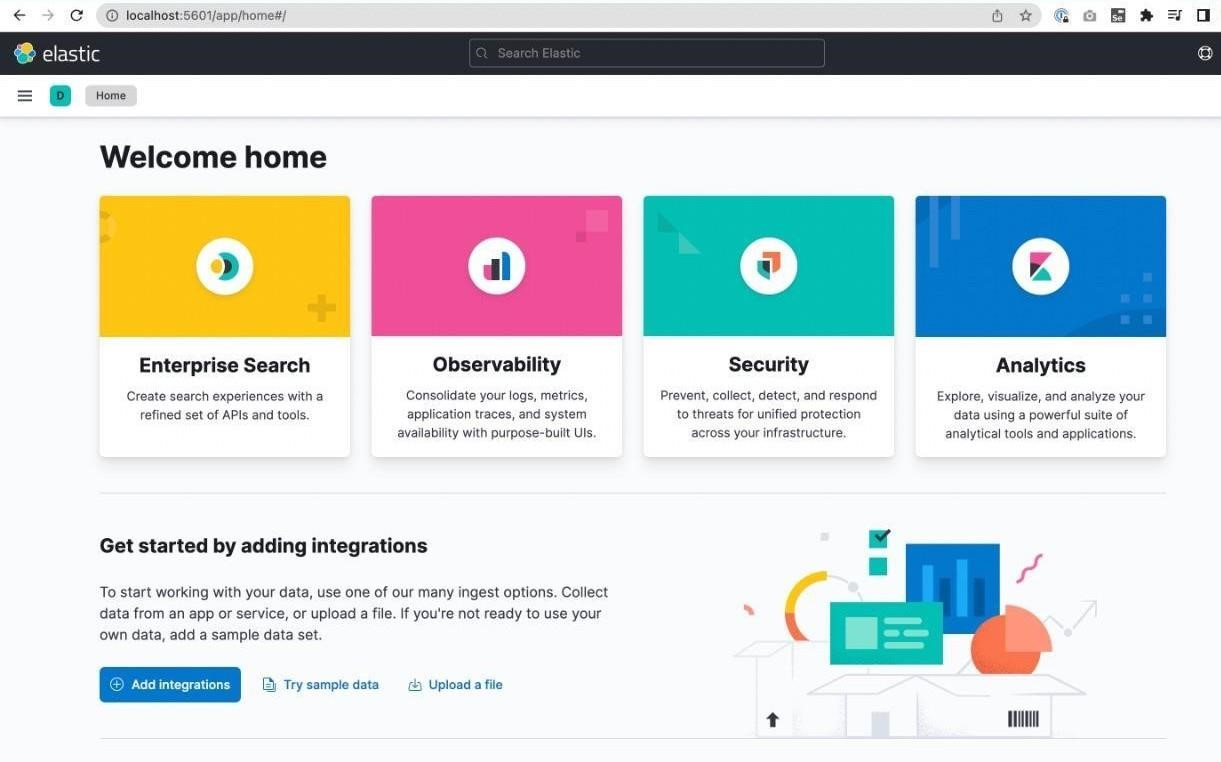 localhost:5601/app/home#/
Se
elastic
Search Elastic
D
Home
Welcome home
Enterprise Search
Create search experiences with a
refined set of APIs and tools.
Observability
Consolidate your logs, metrics,
application traces, and system
availability with purpose-built UIs.
Security
Prevent, collect, detect, and respond
to threats for unified protection
across your infrastructure.
Analytics
Explore, visualize, and analyze your
data using a powerful suite of
analytical tools and applications.
Get started by adding integrations
To start working with your data, use one of our many ingest options. Collect
data from an app or service, or upload a file. If you're not ready to use your
own data, add a sample data set.
Add integrations
Try sample data
Upload a file